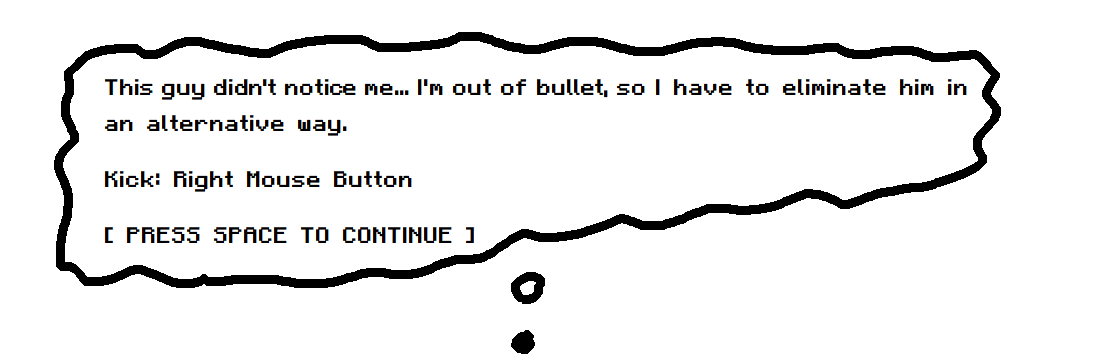 This guy didn't notice me... I'm out of bullet, so I have to eliminate him in
an alternative way.
Kick: Right Mouse Button
[ PRESS SPACE TO CONTINUE ]